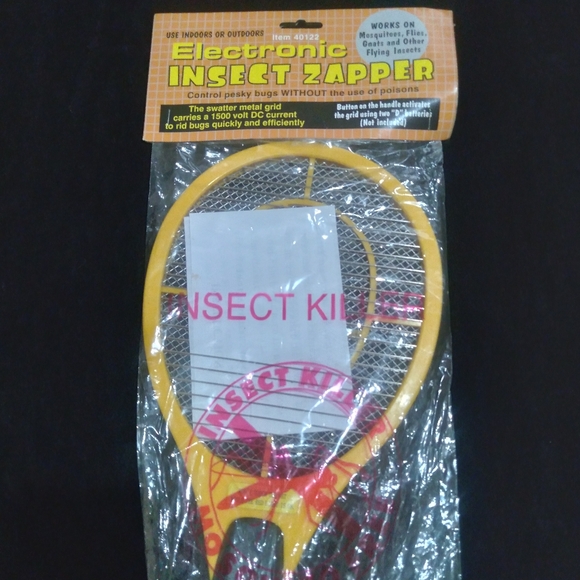 USE INDOORS OR OUTDOORS
Item 40122
Electronic
INSECT ZAPPER
Control pesky bugs WITHOUT the use of poisons
WORKS ON
Mosquitoes, Flies,
Gnats and Other
Flying Insects
The swatter metal grid
carries a 1500 volt DC current
to rid bugs quickly and efficiently
Button on the handle activates
the grid using two "D" batteries
(Not included)
INSECT KILLER
INSECT KILLER